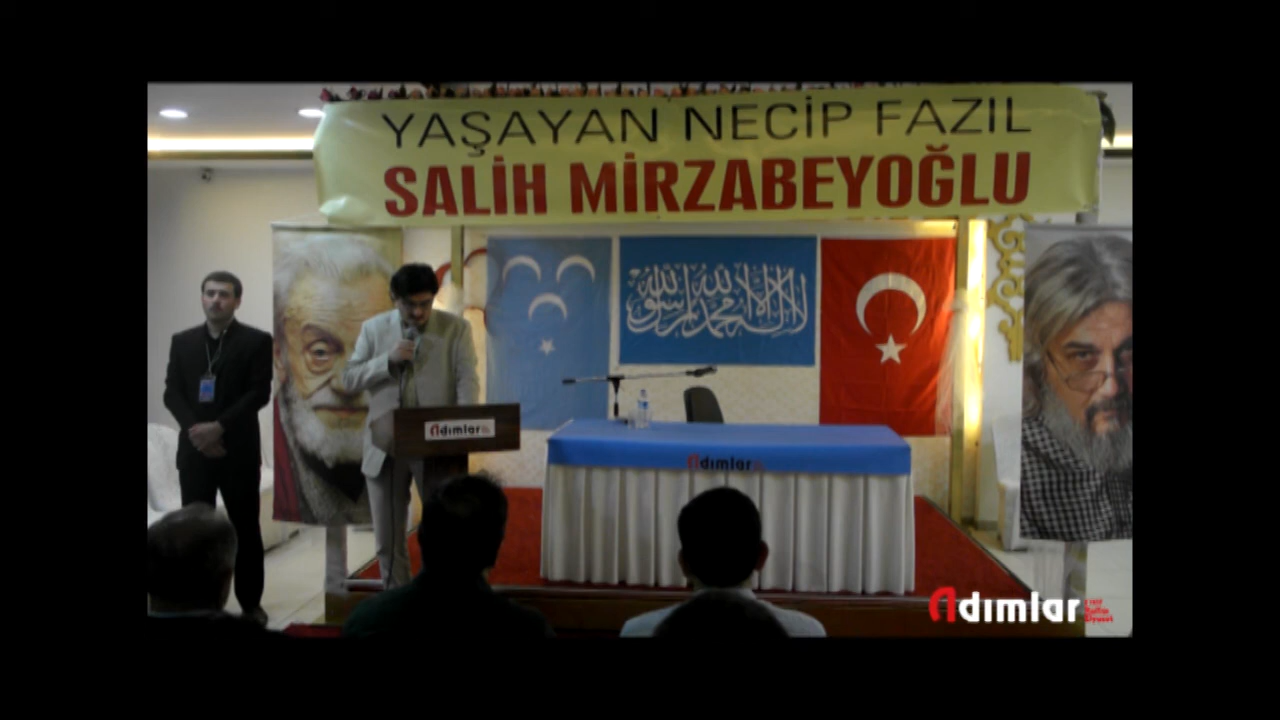 YAŞAYAN NECİP FAZIL
SALİH MİRZABEYOĞLU
لا إله إلا الله محمد رسول الله
Adımlar
Adımlar
Adımlar